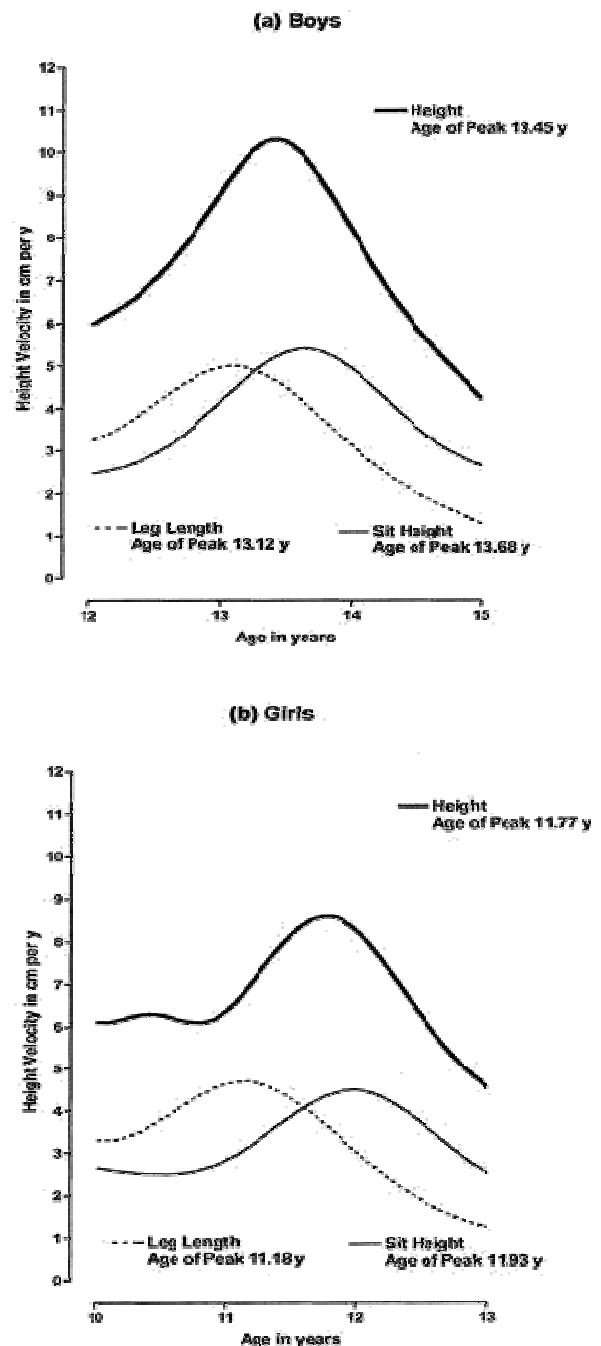 (a) Boys
12
11
10
9
8
7
6
5
4
3
2
1
0
Height Velocity in cm per y
Height
Age of Peak 13.45 y
Leg Length
Age of Peak 13.12 y
Sit Height
Age of Peak 13.68 y
12
13
14
15
Age in years
(b) Girls
12
11
10
9
8
7
6
5
4
3
2
1
0
Height Velocity in cm per y
Height
Age of Peak 11.77 y
Leg Length
Age of Peak 11.18 y
Sit Height
Age of Peak 11.93 y
10
11
12
13
Age in years